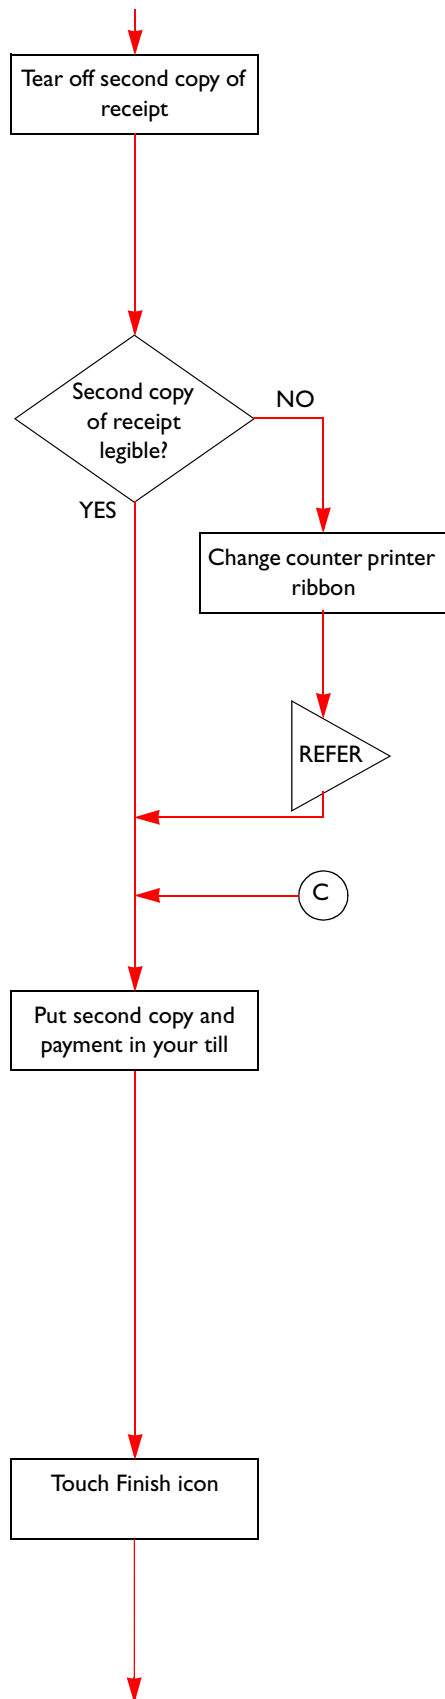 Tear off second copy of
receipt
Second copy
of receipt
legible?
NO
YES
Change counter printer
ribbon
REFER
C
Put second copy and
payment in your till
Touch Finish icon